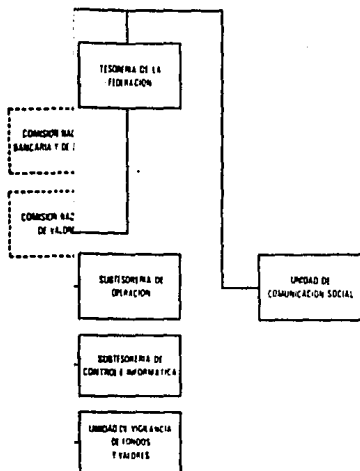 TESORERIA DE LA
FEDERACION
COMISION NAC
BANCARIA Y DE
COMISION NAC
DE VALORE
SUBTESORERIA DE
OPERACION
UNIDAD DE
COMUNICACION SOCIAL
SUBTESORERIA DE
CONTROL E INFORMATICA
UNIDAD DE VIGILANCIA
DE FONDOS
Y VALORES